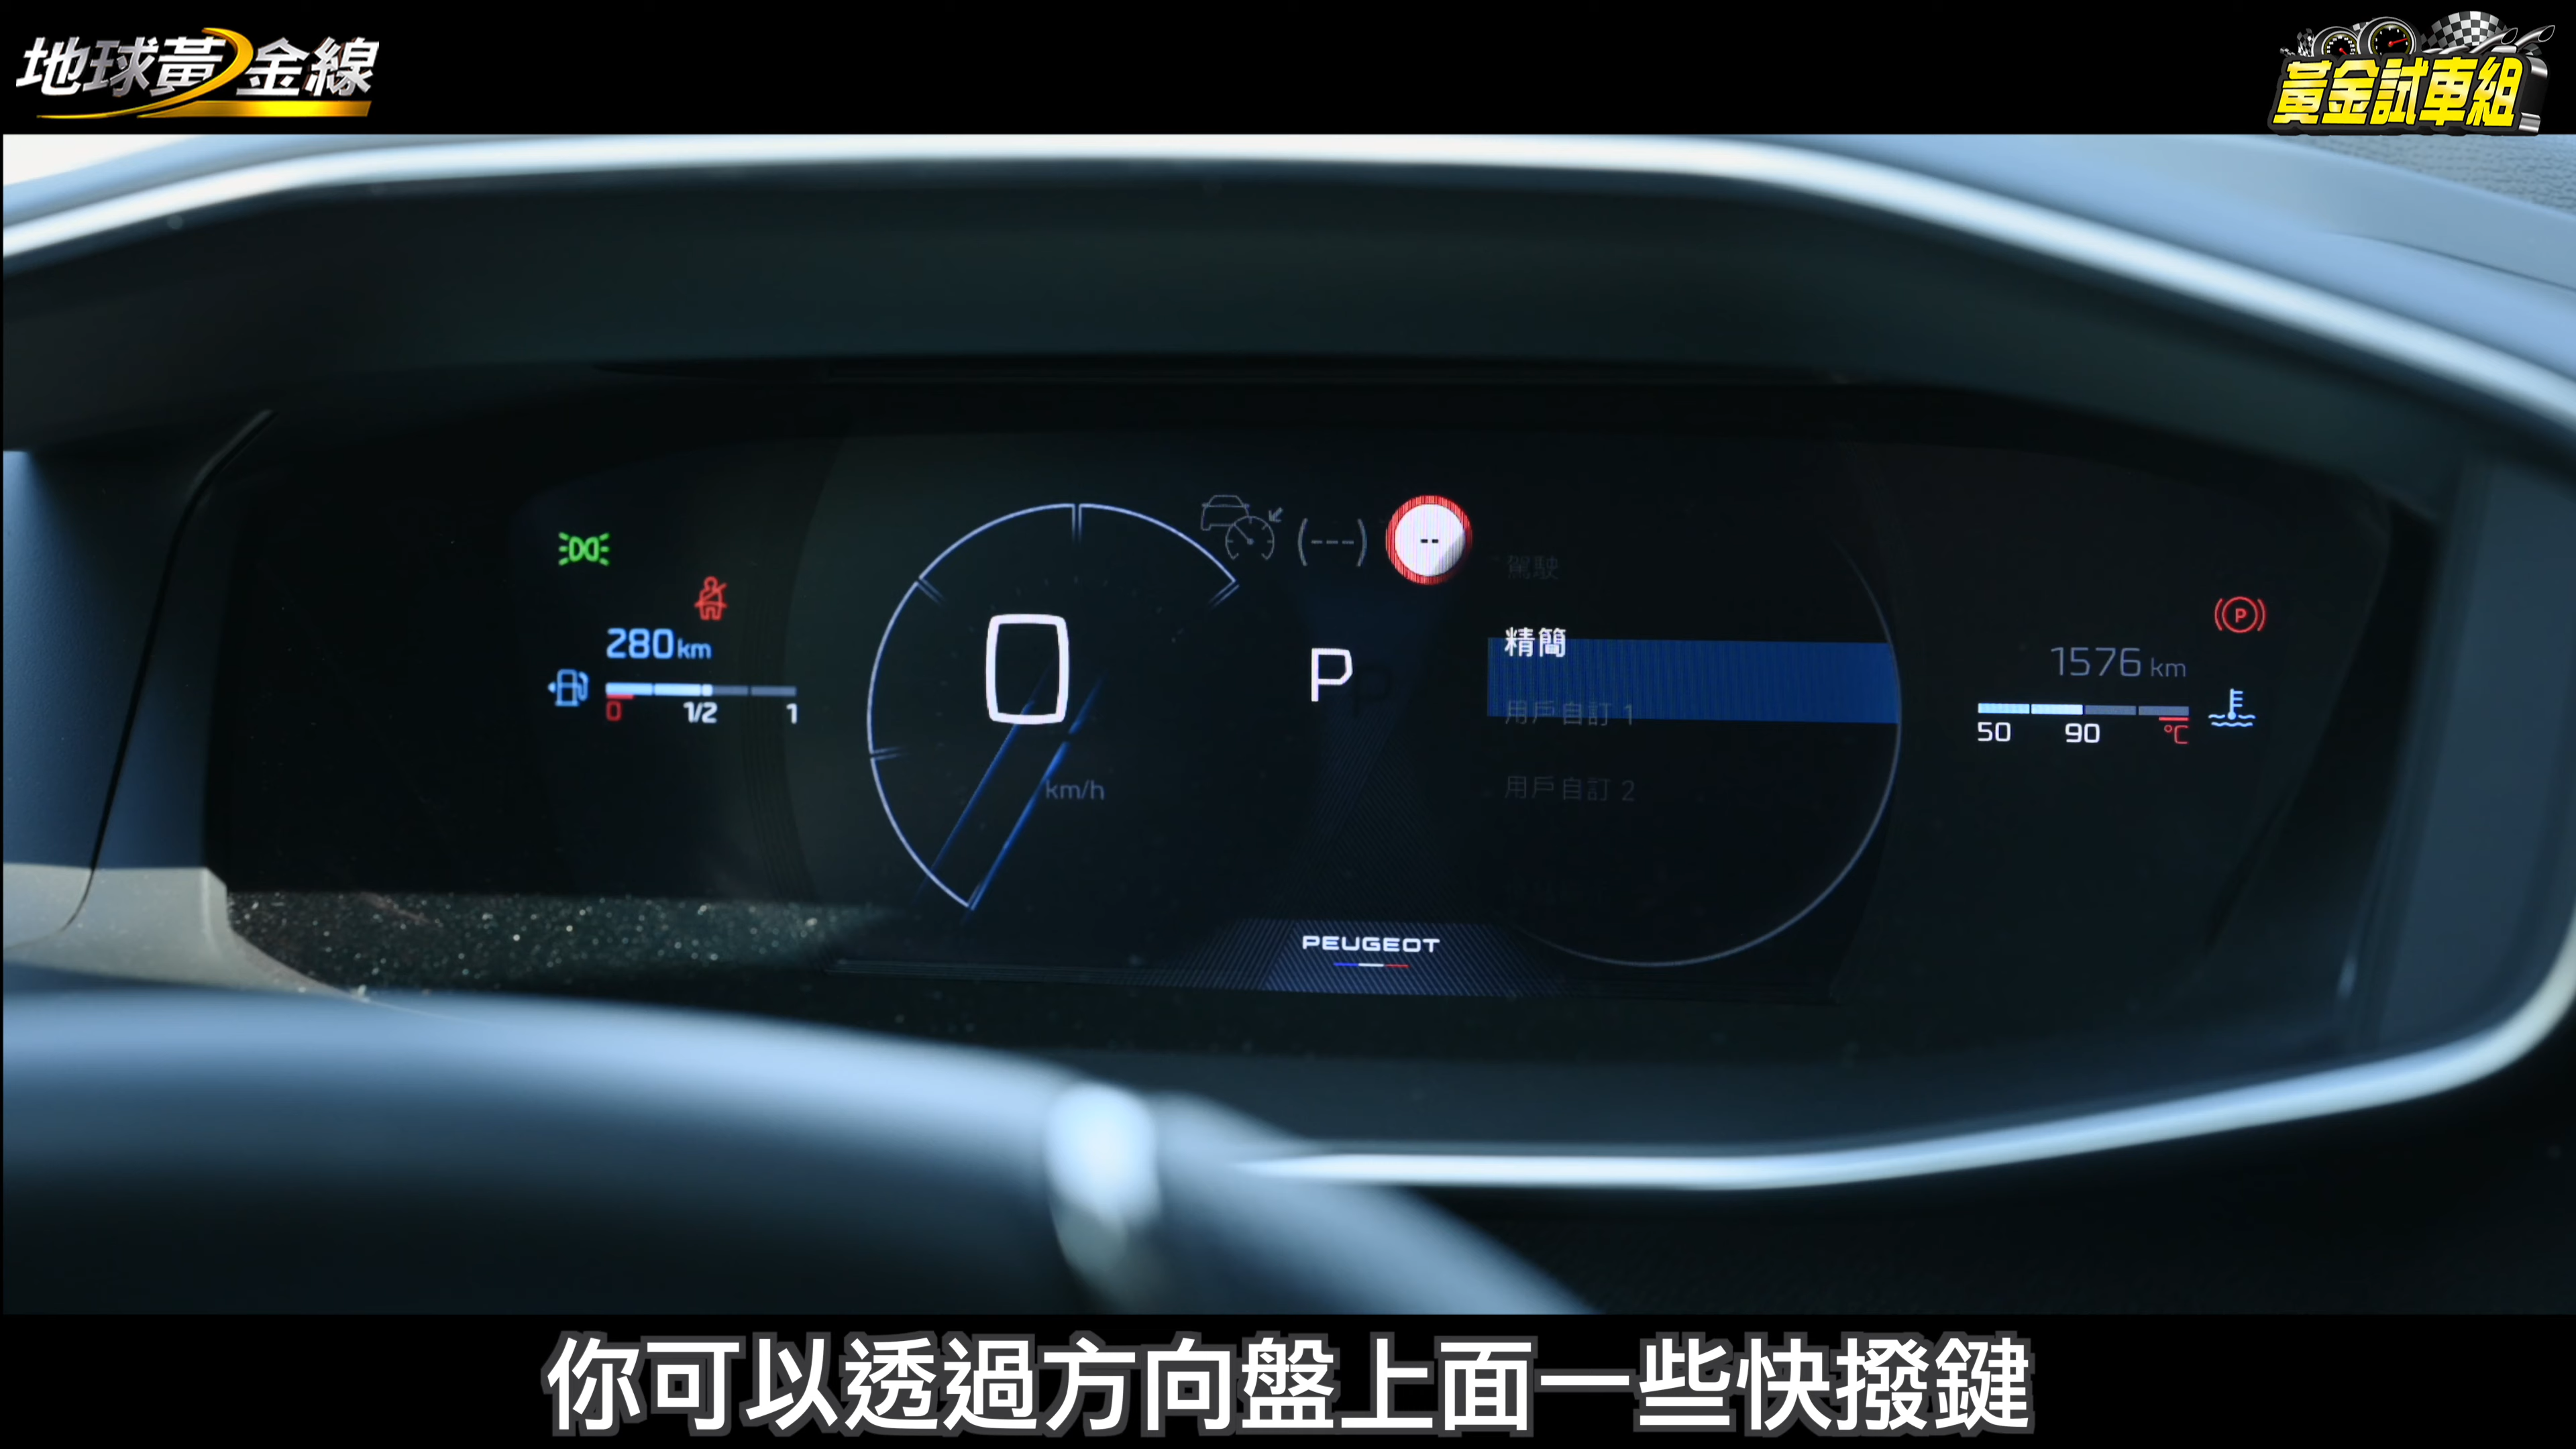 地球黃金線
黃金試車組
(---)
--
駕駛
精簡
用戶自訂 1
用戶自訂 2
280 km
0 1/2 1
0
km/h
P
P
1576 km
50 90 °C
PEUGEOT
你可以透過方向盤上面一些快撥鍵